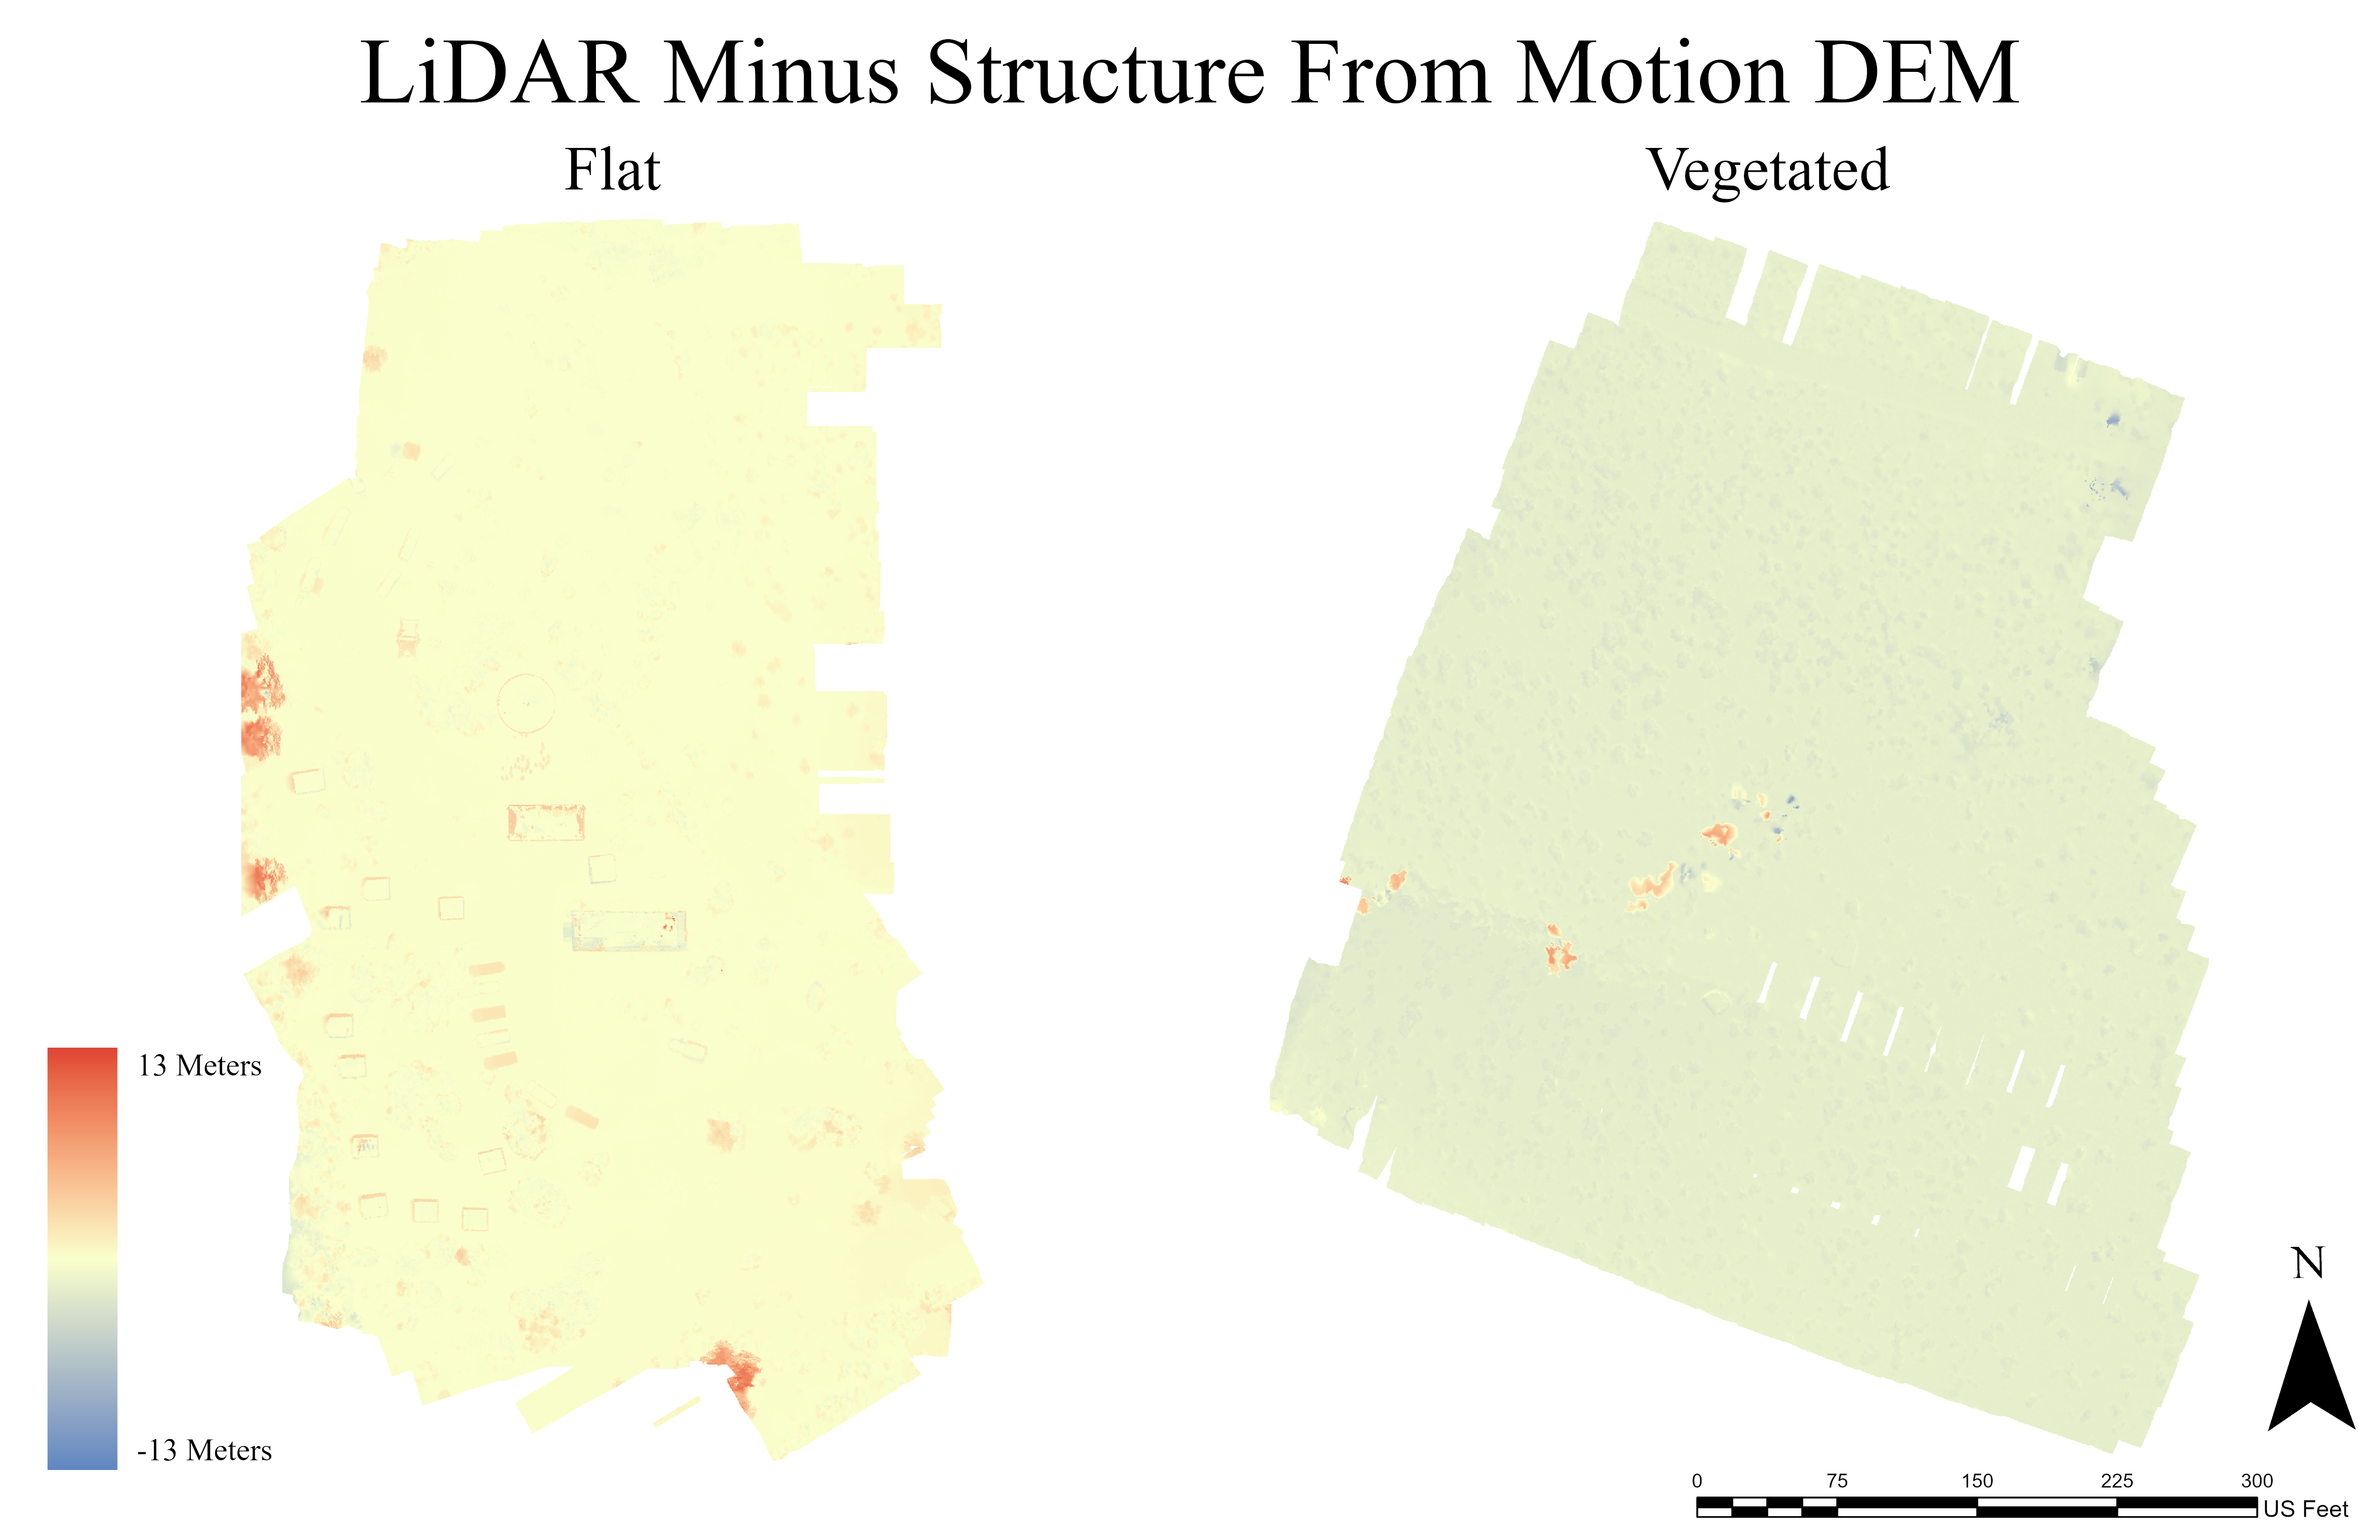 LiDAR Minus Structure From Motion DEM
Flat
Vegetated
13 Meters
-13 Meters
N
0 75 150 225 300
US Feet